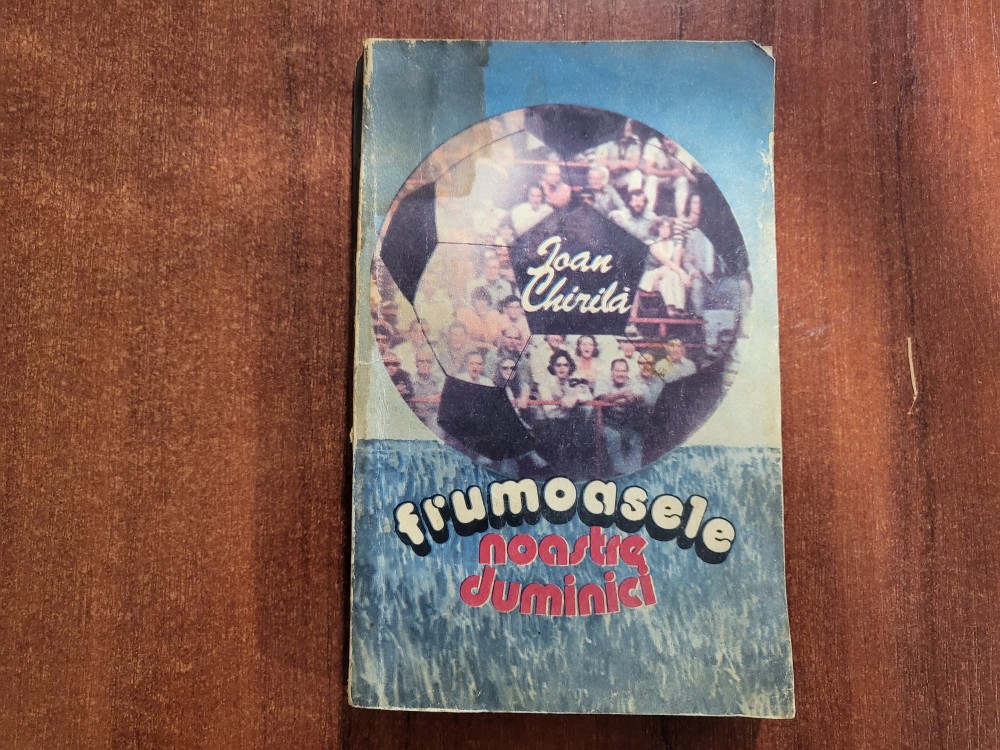 Ioan
Chirilă
frumoasele
noastre
duminici